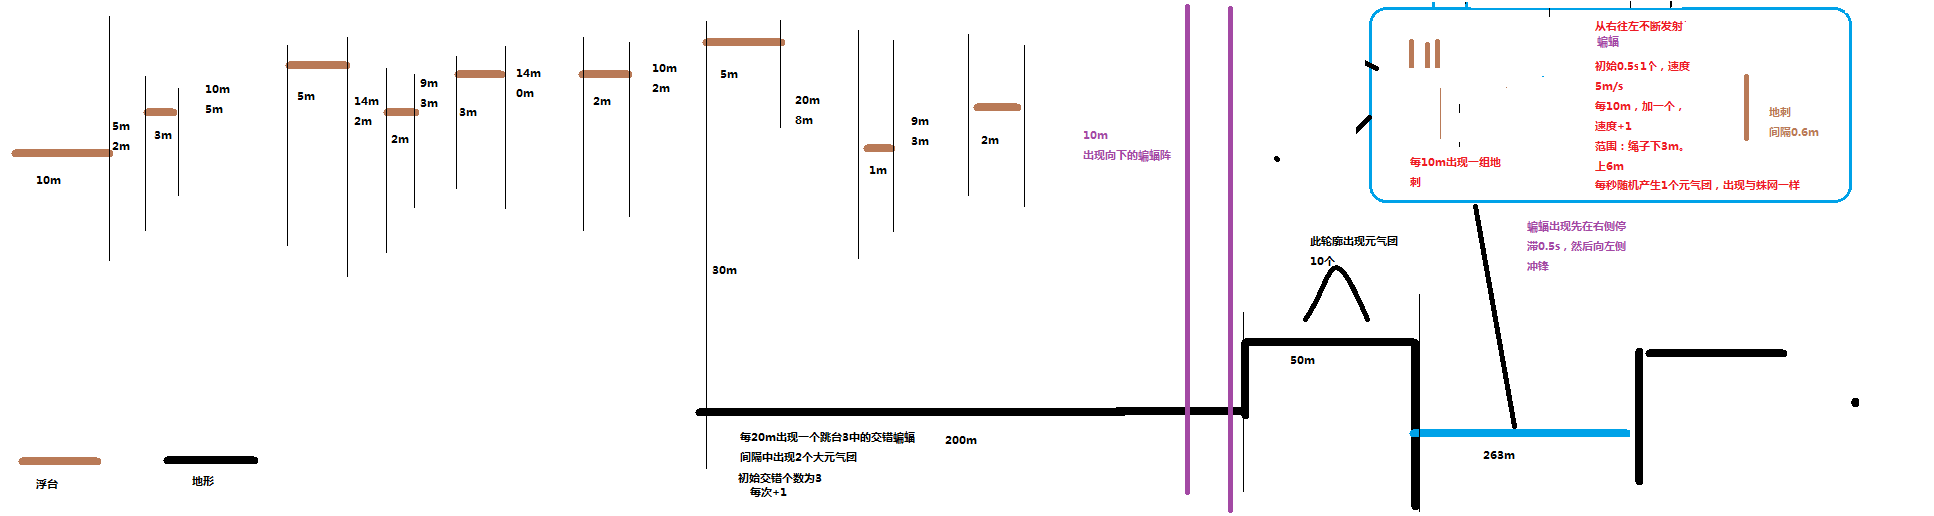 10m
5m
2m
3m
10m
5m
5m
14m
2m
2m
9m
3m
3m
14m
0m
2m
10m
2m
5m
20m
8m
30m
1m
9m
3m
2m
每20m出现一个跳台3中的交错蝙蝠
间隔中出现2个大元气团
初始交错个数为3
每次+1
200m
10m
出现向下的蝙蝠阵
此轮廓出现元气团
10个
50m
每10m出现一组地
刺
从右往左不断发射
蝙蝠
初始0.5s1个，速度
5m/s
每10m，加一个，
速度+1
范围：绳子下3m。
上6m
每秒随机产生1个元气团，出现与蛛网一样
地刺
间隔0.6m
蝙蝠出现先在右侧停
滞0.5s，然后向左侧
冲锋
263m
浮台
地形